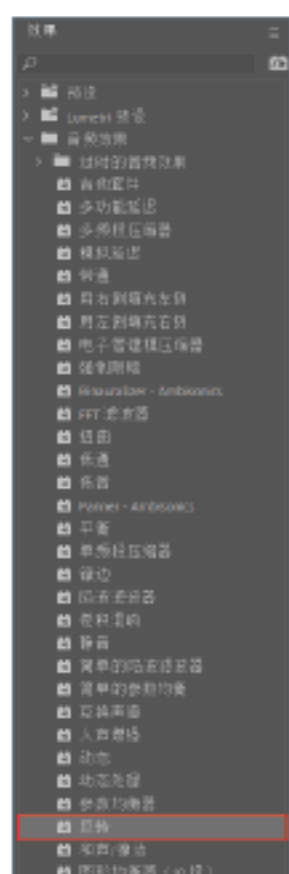 效果
预设
Lumetri 预设
音频效果
过时的音频效果
吉他套件
多功能延迟
多频段压缩器
模拟延迟
带通
用右侧填充左侧
用左侧填充右侧
电子管建模压缩器
强制限幅
Binauralizer - Ambisonics
FFT 滤波器
扭曲
低通
低音
Panner - Ambisonics
平衡
单频段压缩器
镶边
陷波滤波器
卷积混响
静音
简单的陷波滤波器
简单的参数均衡
互换声道
人声增强
动态
动态处理
参数均衡器
反转
和声/镶边